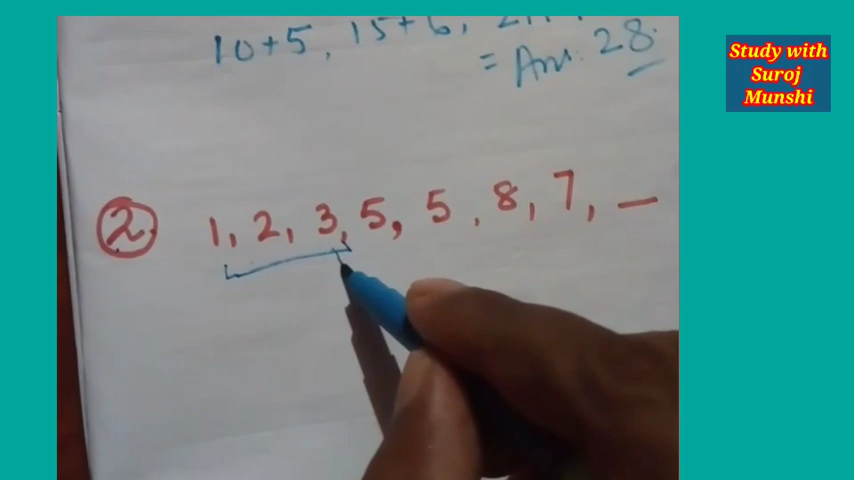 10+5, 15+6,
= Ans: 28
② 1, 2, 3, 5, 5, 8, 7, _
Study with
Suroj
Munshi